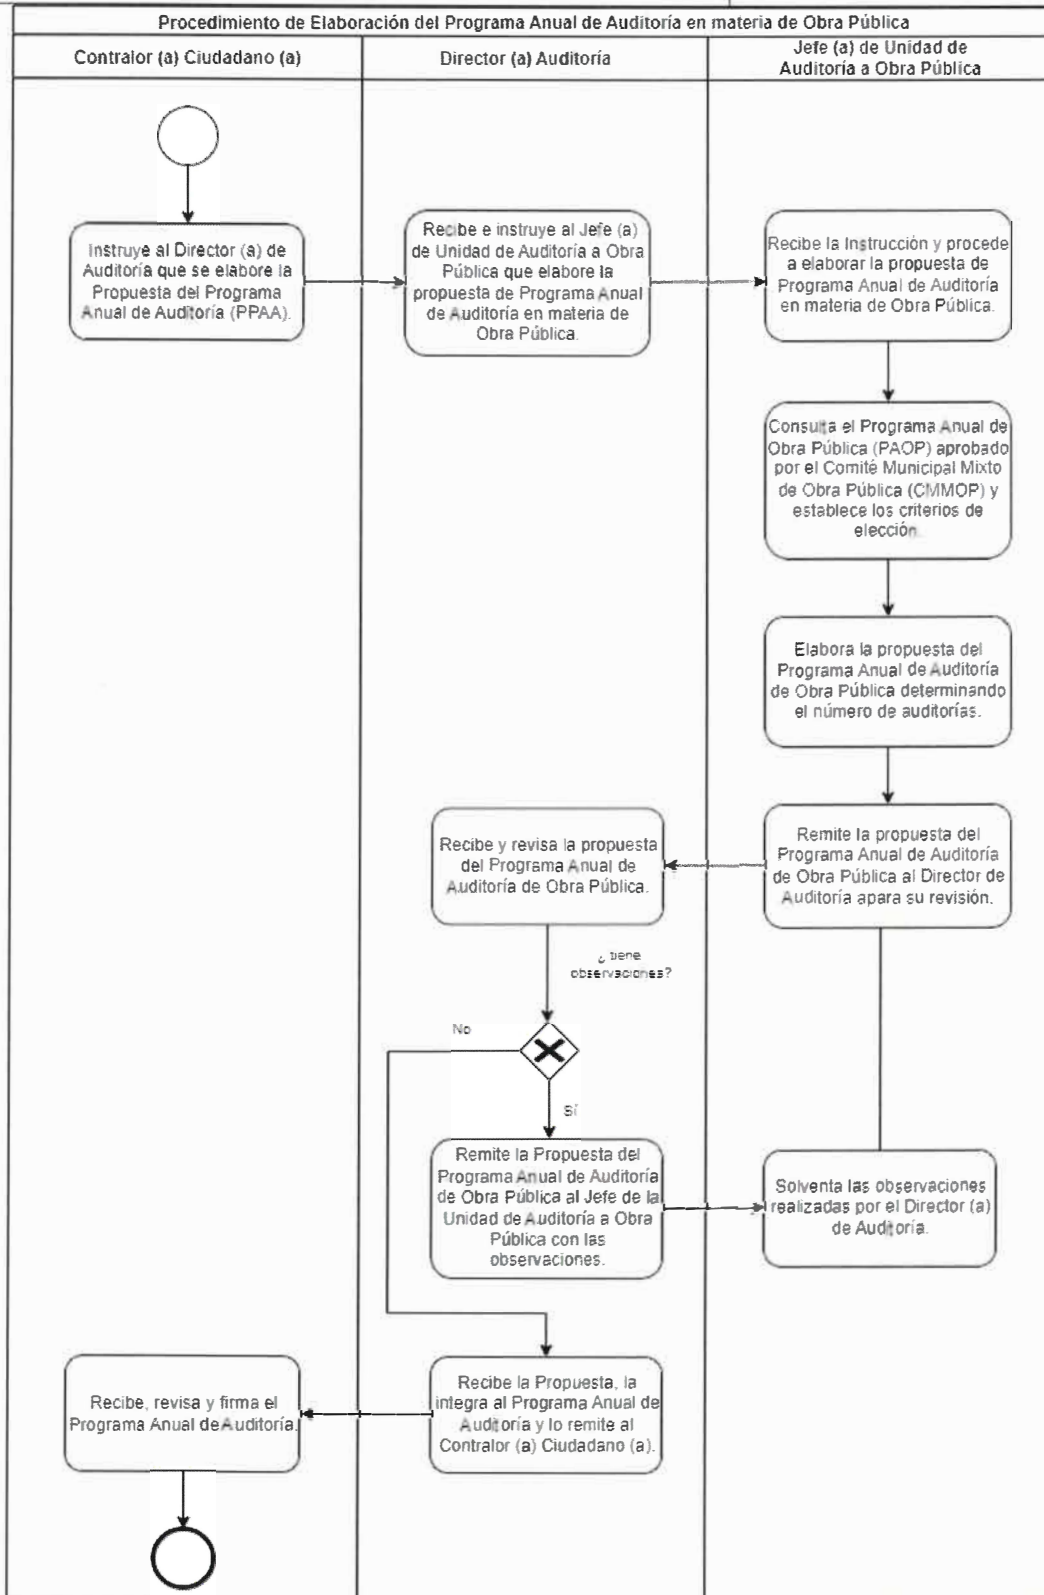 Procedimiento de Elaboración del Programa Anual de Auditoría en materia de Obra Pública
Contralor (a) Ciudadano (a)
Director (a) Auditoría
Jefe (a) de Unidad de
Auditoría a Obra Pública
Instruye al Director (a) de
Auditoría que se elabore la
Propuesta del Programa
Anual de Auditoría (PPAA).
Recibe e instruye al Jefe (a)
de Unidad de Auditoría a Obra
Pública que elabore la
propuesta de Programa Anual
de Auditoría en materia de
Obra Pública.
Recibe la Instrucción y procede
a elaborar la propuesta de
Programa Anual de Auditoría
en materia de Obra Pública.
Consulta el Programa Anual de
Obra Pública (PAOP) aprobado
por el Comité Municipal Mixto
de Obra Pública (CMMOP) y
establece los criterios de
elección.
Elabora la propuesta del
Programa Anual de Auditoría
de Obra Pública determinando
el número de auditorías.
Remite la propuesta del
Programa Anual de Auditoría
de Obra Pública al Director de
Auditoría apara su revisión.
Recibe y revisa la propuesta
del Programa Anual de
Auditoría de Obra Pública.
¿ tiene
observaciones?
No
Sí
Remite la Propuesta del
Programa Anual de Auditoría
de Obra Pública al Jefe de la
Unidad de Auditoría a Obra
Pública con las
observaciones.
Solventa las observaciones
realizadas por el Director (a)
de Auditoría.
Recibe la Propuesta, la
integra al Programa Anual de
Auditoría y lo remite al
Contralor (a) Ciudadano (a).
Recibe, revisa y firma el
Programa Anual de Auditoría.